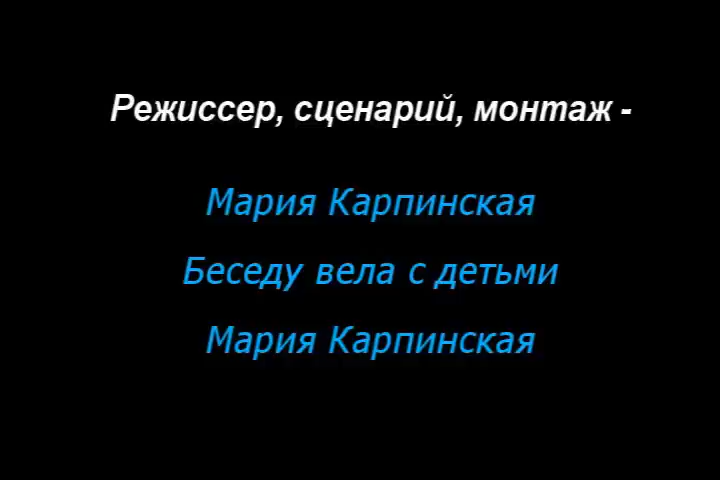 Режиссер, сценарий, монтаж -
Мария Карпинская
Беседу вела с детьми
Мария Карпинская